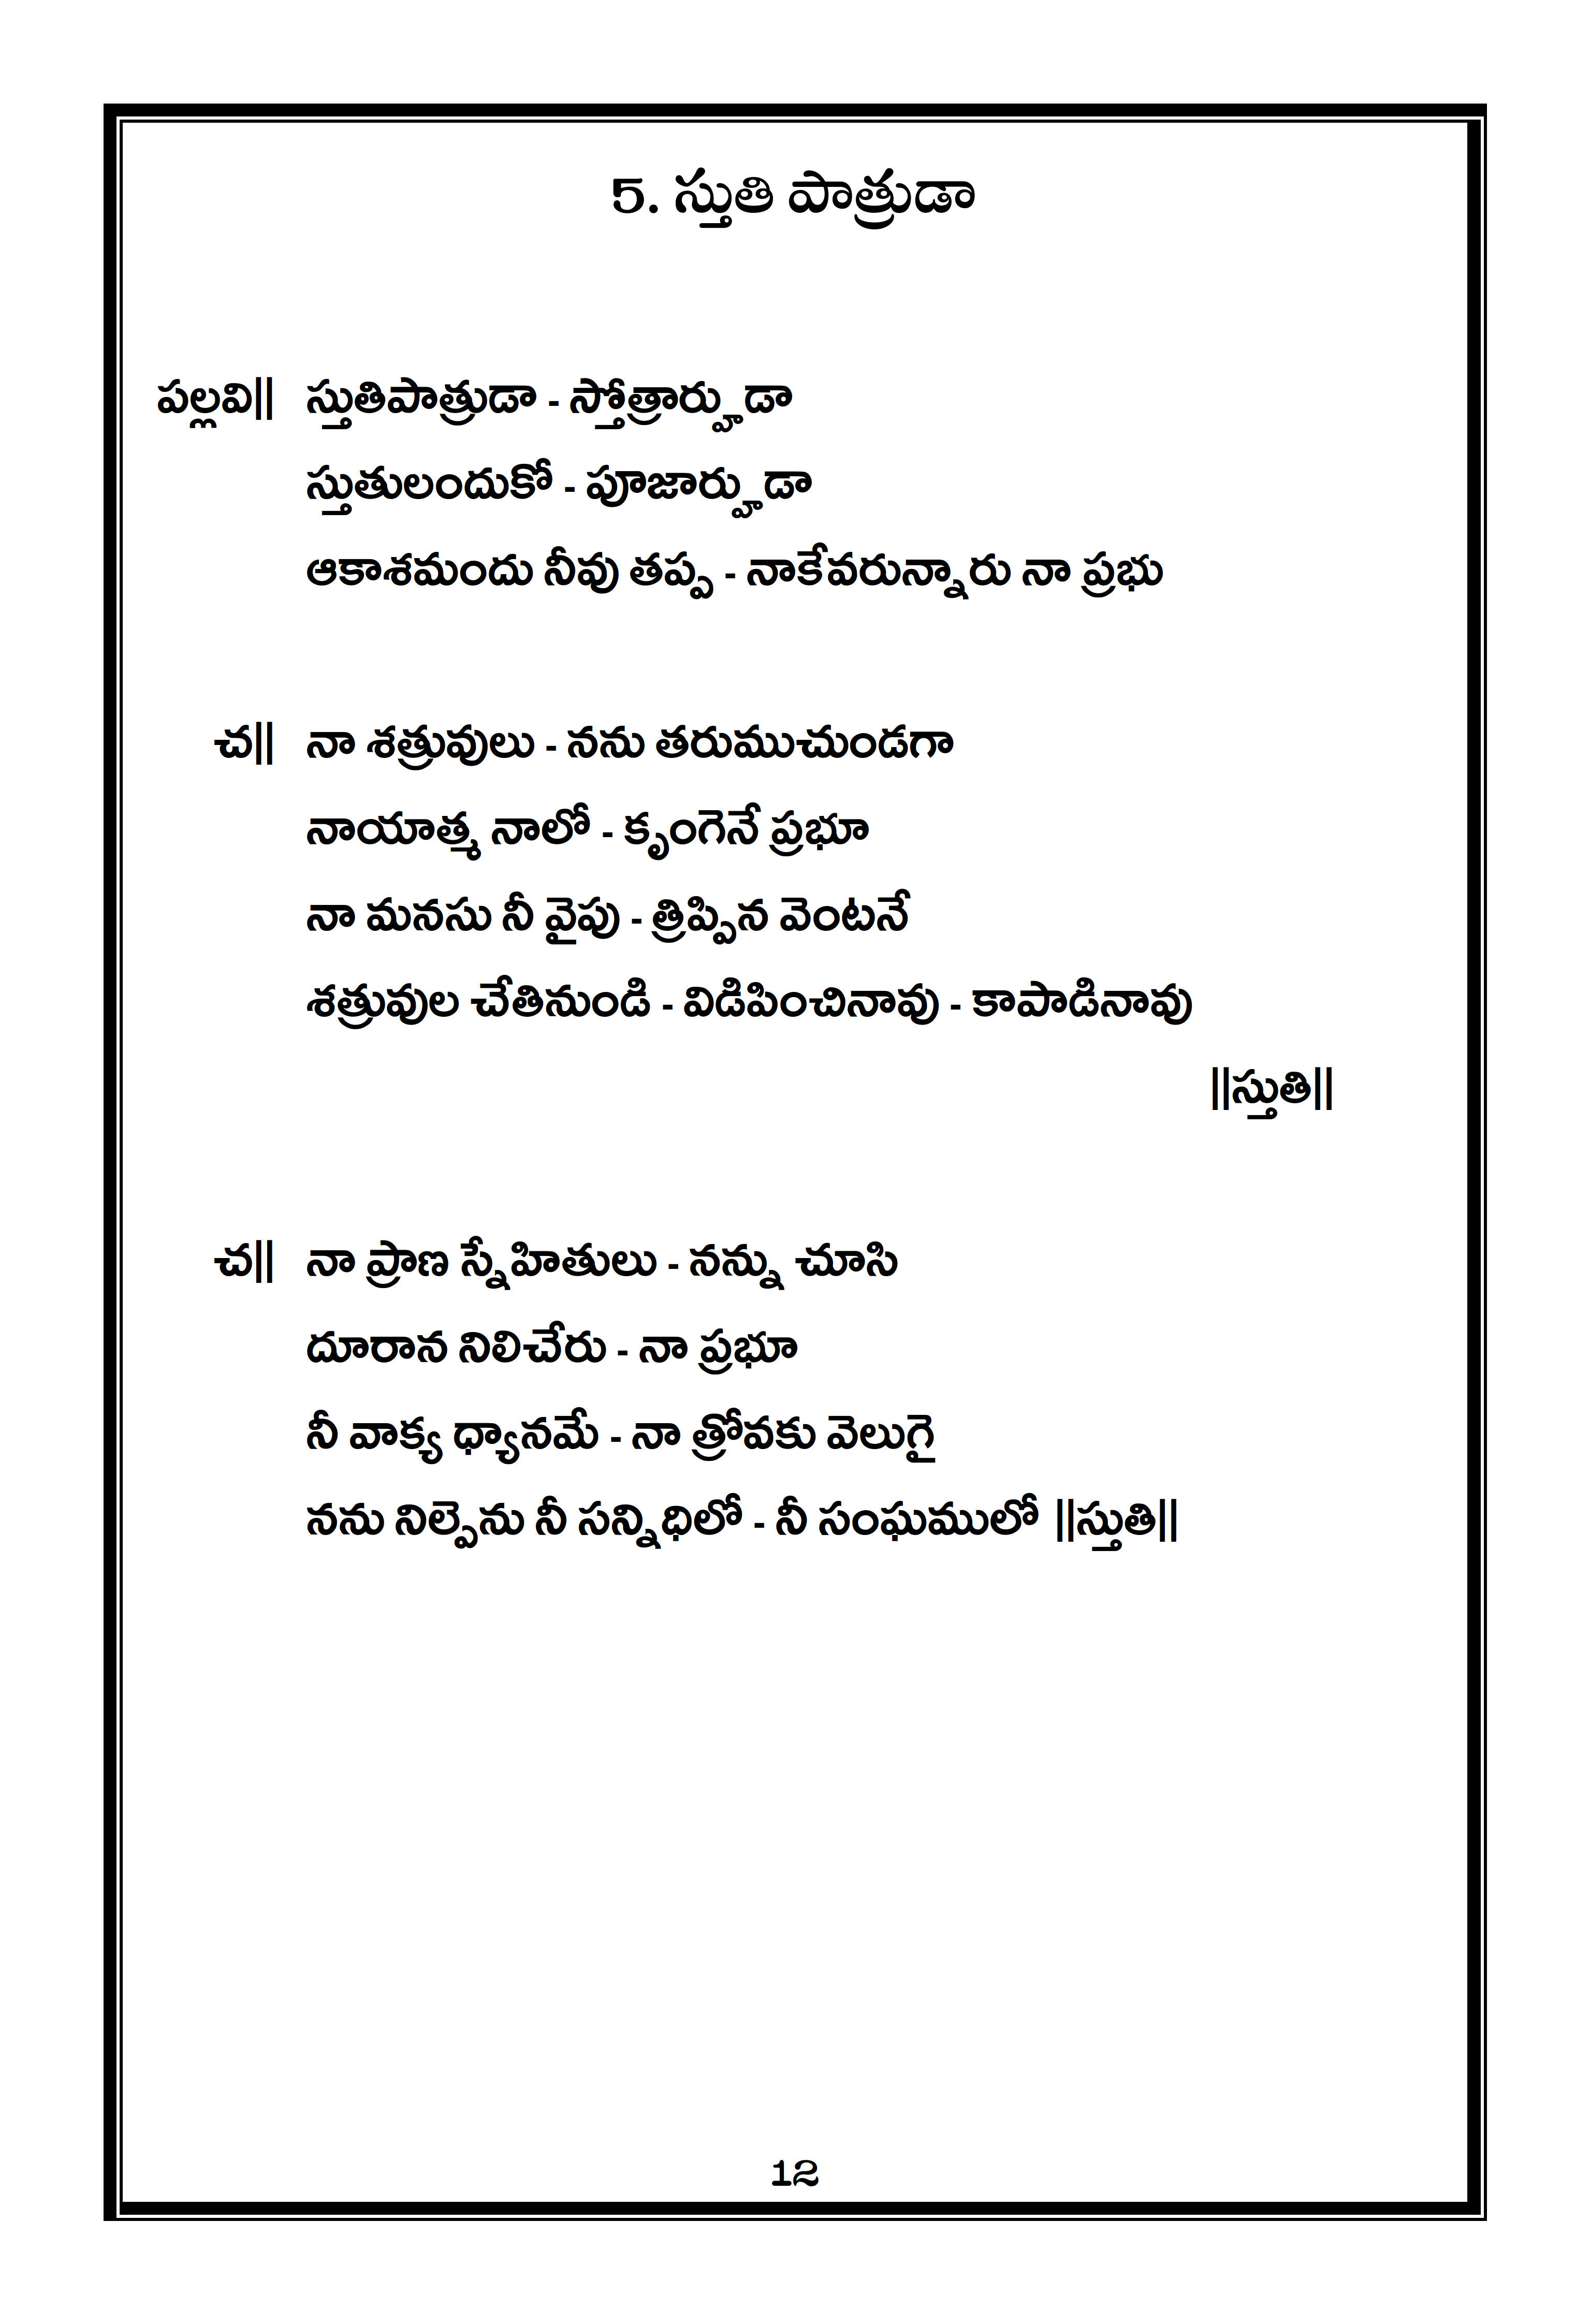 5. స్తుతి పాత్రుడా
పల్లవి|| స్తుతిపాత్రుడా - స్తోత్రార్హుడా
స్తుతులందుకో - పూజార్హుడా
ఆకాశమందు నీవు తప్ప - నాకేవరున్నారు నా ప్రభు
చ|| నా శత్రువులు - నను తరుముచుండగా
నాయాత్మ నాలో - కృంగెనే ప్రభూ
నా మనసు నీ వైపు - త్రిప్పిన వెంటనే
శత్రువుల చేతినుండి - విడిపించినావు - కాపాడినావు
||స్తుతి||
చ|| నా ప్రాణ స్నేహితులు - నన్ను చూసి
దూరాన నిలిచేరు - నా ప్రభూ
నీ వాక్య ధ్యానమే - నా త్రోవకు వెలుగై
నను నిల్పెను నీ సన్నిధిలో - నీ సంఘములో ||స్తుతి||
12